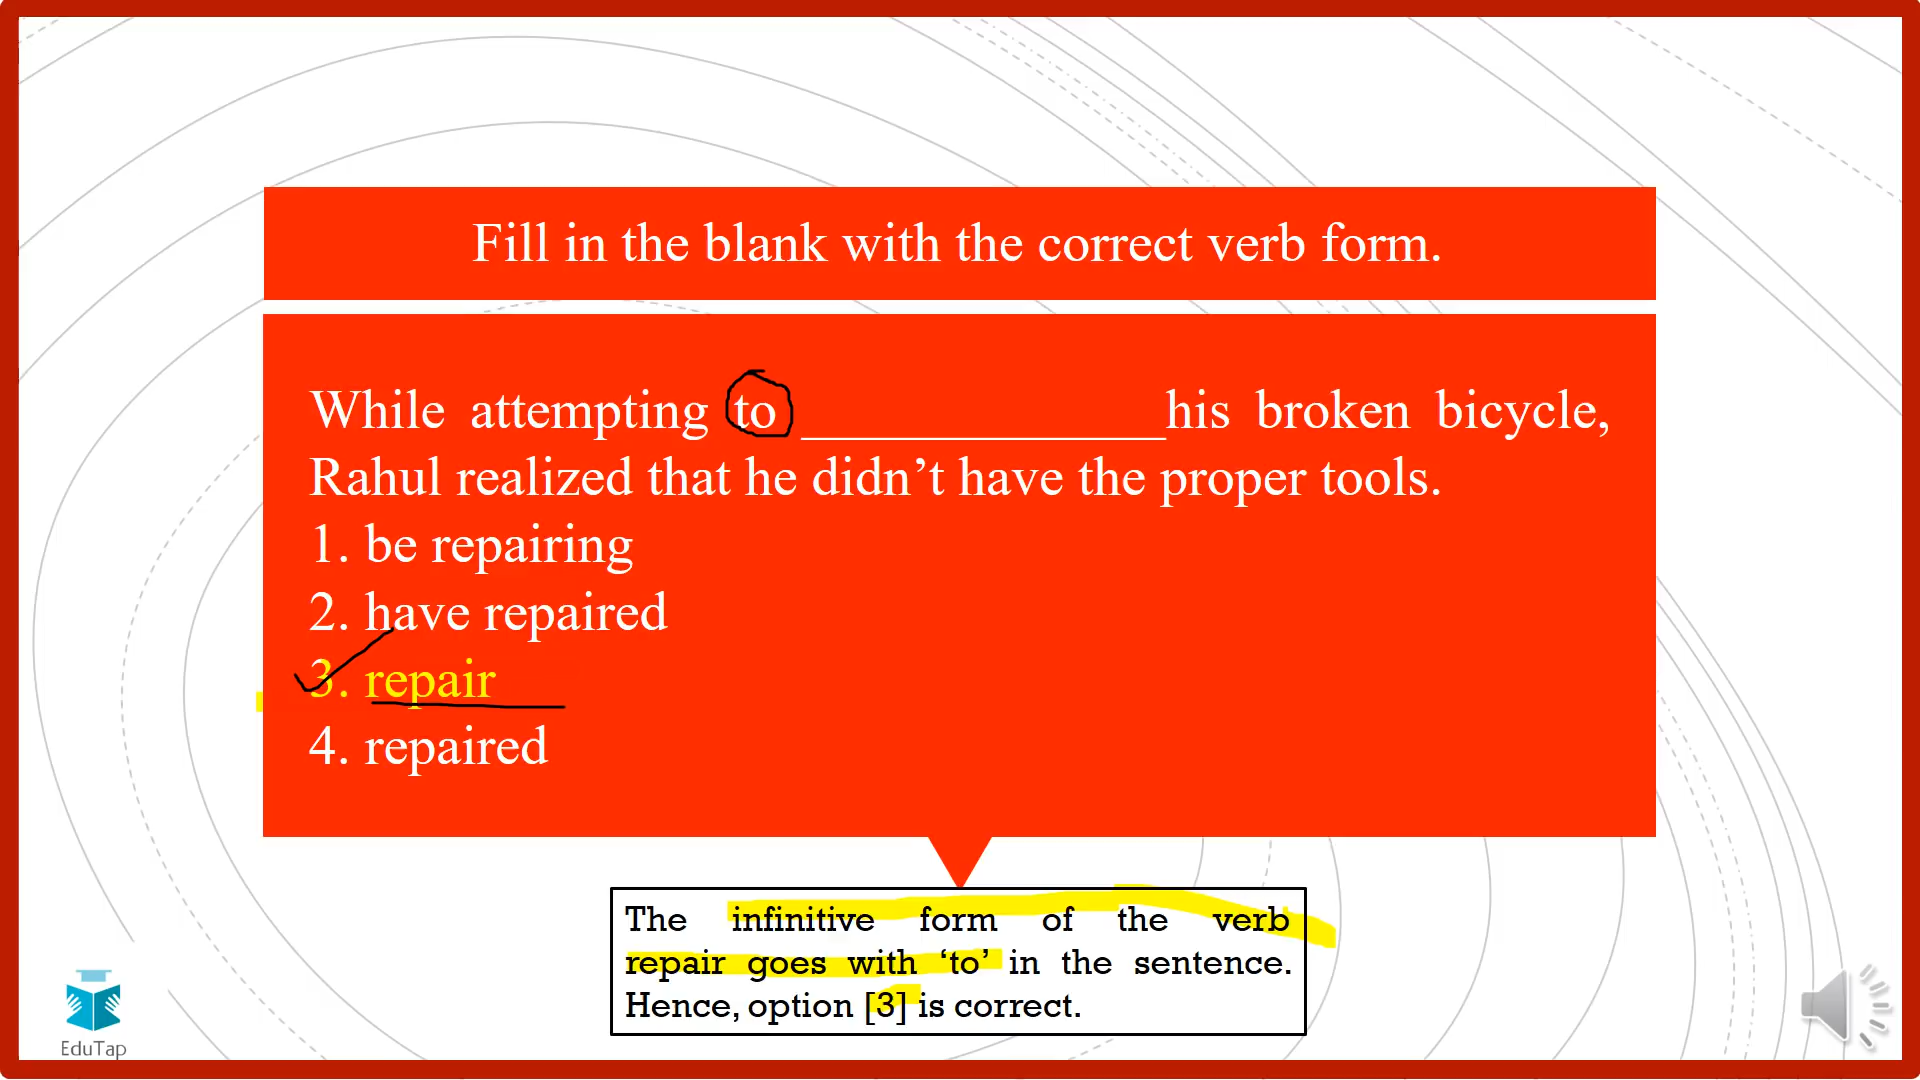 Fill in the blank with the correct verb form.
While attempting to ______________his broken bicycle,
Rahul realized that he didn’t have the proper tools.
1. be repairing
2. have repaired
3. repair
4. repaired
The infinitive form of the verb
repair goes with ‘to’ in the sentence.
Hence, option [3] is correct.
EduTap